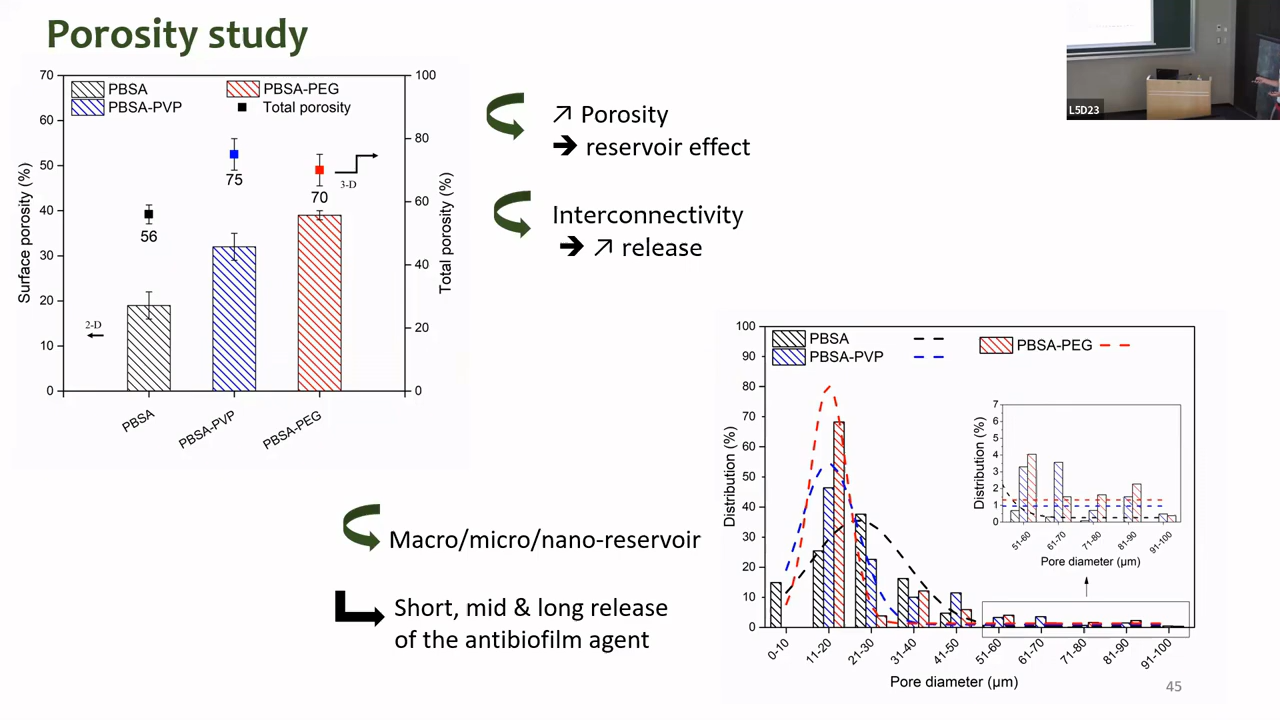 Porosity study
PBSA
PBSA-PEG
PBSA-PVP
Total porosity
70
60
50
40
30
20
10
0
100
80
60
40
20
0
Surface porosity (%)
Total porosity (%)
56
75
70
3-D
2-D
PBSA
PBSA-PVP
PBSA-PEG
↗ Porosity
➔ reservoir effect
Interconnectivity
➔ ↗ release
L5D23
Macro/micro/nano-reservoir
Short, mid & long release
of the antibiofilm agent
PBSA
PBSA-PVP
PBSA-PEG
100
90
80
70
60
50
40
30
20
10
0
Distribution (%)
0-10
11-20
21-30
31-40
41-50
51-60
61-70
71-80
81-90
91-100
Pore diameter (µm)
7
6
5
4
3
2
1
0
Distribution (%)
51-60
61-70
71-80
81-90
91-100
Pore diameter (µm)
45